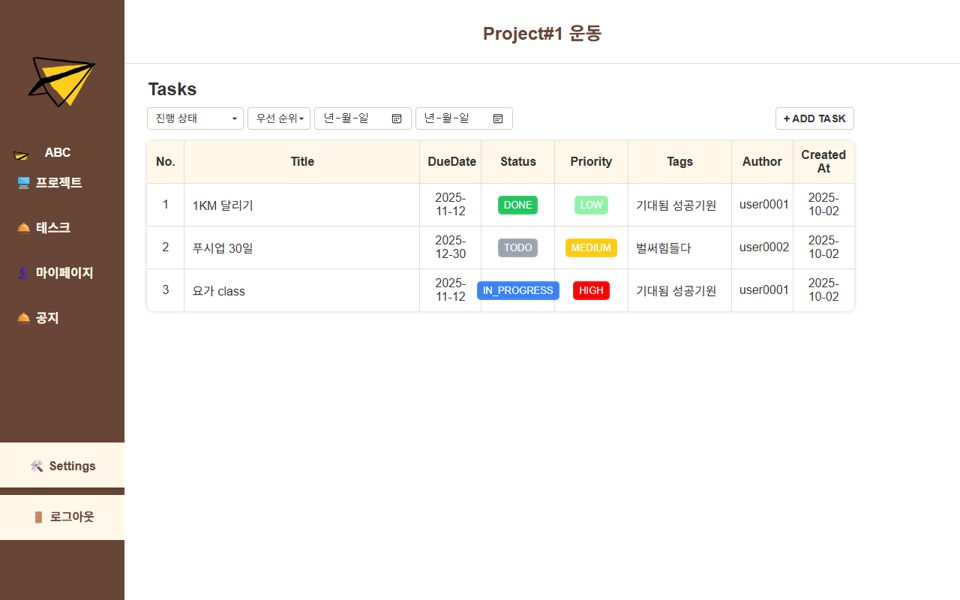 Project#1 운동
ABC
프로젝트
테스크
마이페이지
공지
Settings
로그아웃
Tasks
진행 상태 우선 순위 년-월-일 년-월-일 + ADD TASK
No. Title DueDate Status Priority Tags Author Created At
1 1KM 달리기 2025-11-12 DONE LOW 기대됨 성공기원 user0001 2025-10-02
2 푸시업 30일 2025-12-30 TODO MEDIUM 벌써힘들다 user0002 2025-10-02
3 요가 class 2025-11-12 IN_PROGRESS HIGH 기대됨 성공기원 user0001 2025-10-02